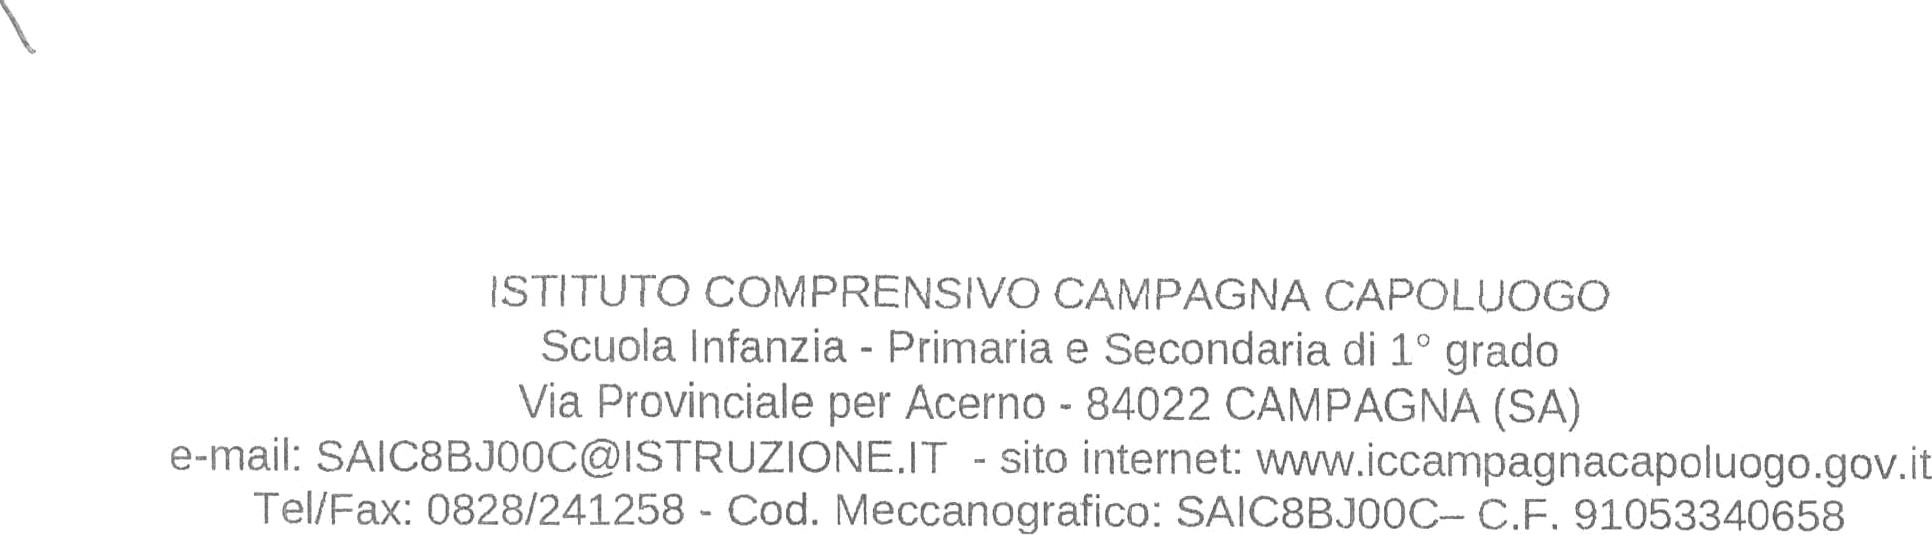 ISTITUTO COMPRENSIVO CAMPAGNA CAPOLUOGO
Scuola Infanzia - Primaria e Secondaria di 1° grado
Via Provinciale per Acerno - 84022 CAMPAGNA (SA)
e-mail: SAIC8BJ00C@ISTRUZIONE.IT - sito internet: www.iccampagnacapoluogo.gov.it
Tel/Fax: 0828/241258 - Cod. Meccanografico: SAIC8BJ00C– C.F. 91053340658